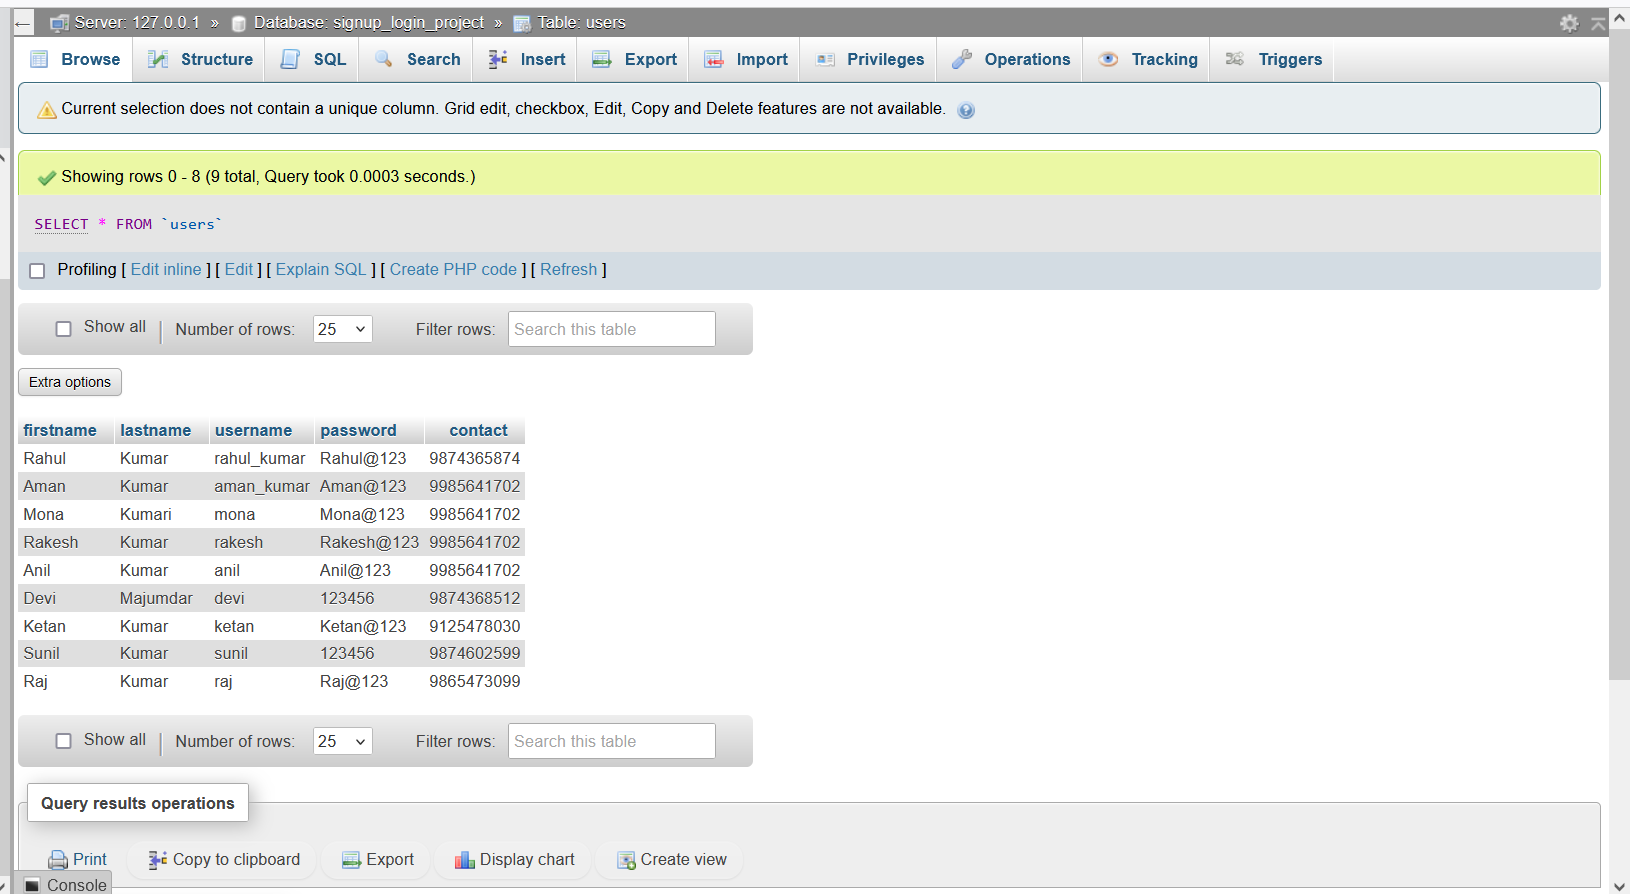 ← Server: 127.0.0.1 » Database: signup_login_project » Table: users
Browse Structure SQL Search Insert Export Import Privileges Operations Tracking Triggers
Current selection does not contain a unique column. Grid edit, checkbox, Edit, Copy and Delete features are not available.
Showing rows 0 - 8 (9 total, Query took 0.0003 seconds.)
SELECT * FROM `users`
Profiling [ Edit inline ] [ Edit ] [ Explain SQL ] [ Create PHP code ] [ Refresh ]
Show all | Number of rows: 25 Filter rows: Search this table
Extra options
firstname lastname username password contact
Rahul Kumar rahul_kumar Rahul@123 9874365874
Aman Kumar aman_kumar Aman@123 9985641702
Mona Kumari mona Mona@123 9985641702
Rakesh Kumar rakesh Rakesh@123 9985641702
Anil Kumar anil Anil@123 9985641702
Devi Majumdar devi 123456 9874368512
Ketan Kumar ketan Ketan@123 9125478030
Sunil Kumar sunil 123456 9874602599
Raj Kumar raj Raj@123 9865473099
Show all | Number of rows: 25 Filter rows: Search this table
Query results operations
Print Copy to clipboard Export Display chart Create view
Console